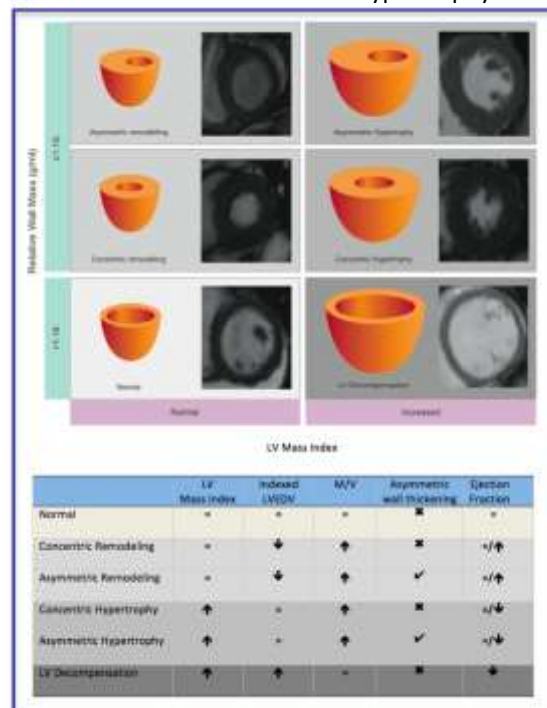 Asymmetric remodeling
Asymmetric hypertrophy
Relative Wall Mass (g/ml)
Concentric remodeling
Concentric hypertrophy
Normal
LV Decompensation
Normal
Increased
LV Mass Index
LV Mass Index Indexed LVEDV M/V Asymmetric wall thickening Ejection Fraction
Normal = = = ✖ =
Concentric Remodeling = ↓ ↑ ✖ =/↑
Asymmetric Remodeling = ↓ ↑ ✔ =/↑
Concentric Hypertrophy ↑ = ↑ ✖ =/↓
Asymmetric Hypertrophy ↑ = ↑ ✔ =/↓
LV Decompensation ↑ ↑ = ✖ ↓